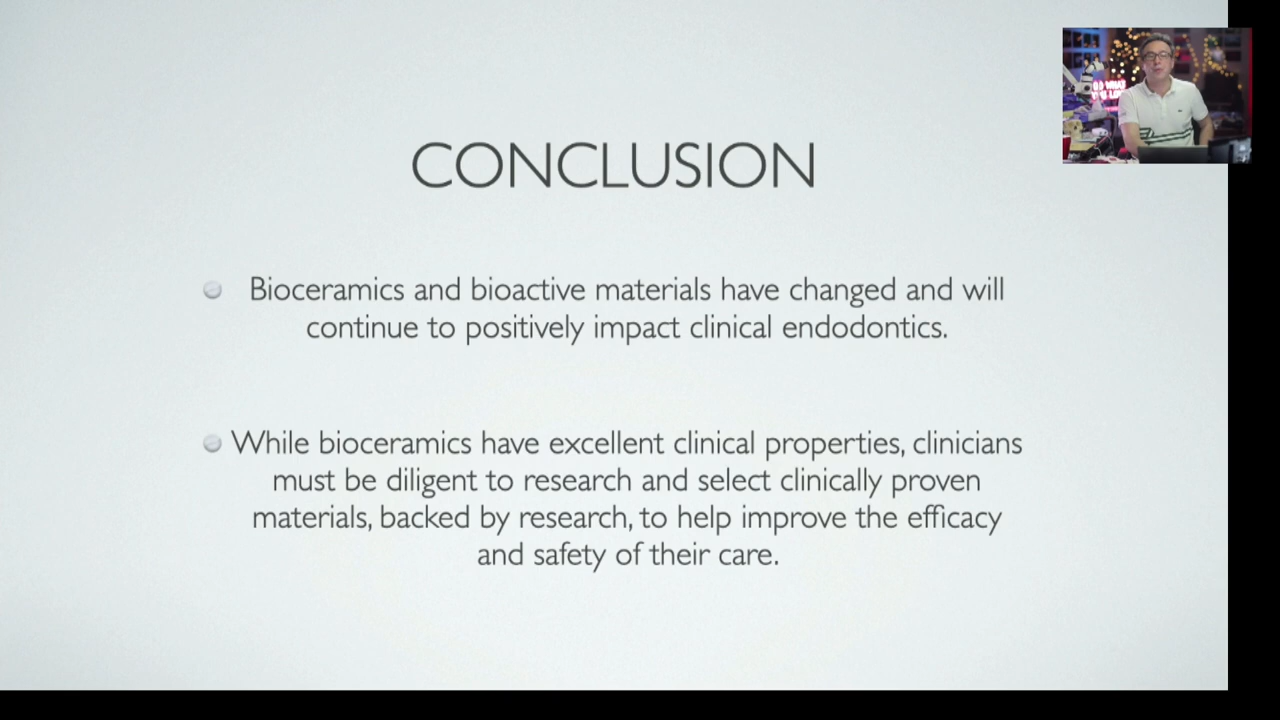 CONCLUSION
Bioceramics and bioactive materials have changed and will
continue to positively impact clinical endodontics.
While bioceramics have excellent clinical properties, clinicians
must be diligent to research and select clinically proven
materials, backed by research, to help improve the efficacy
and safety of their care.